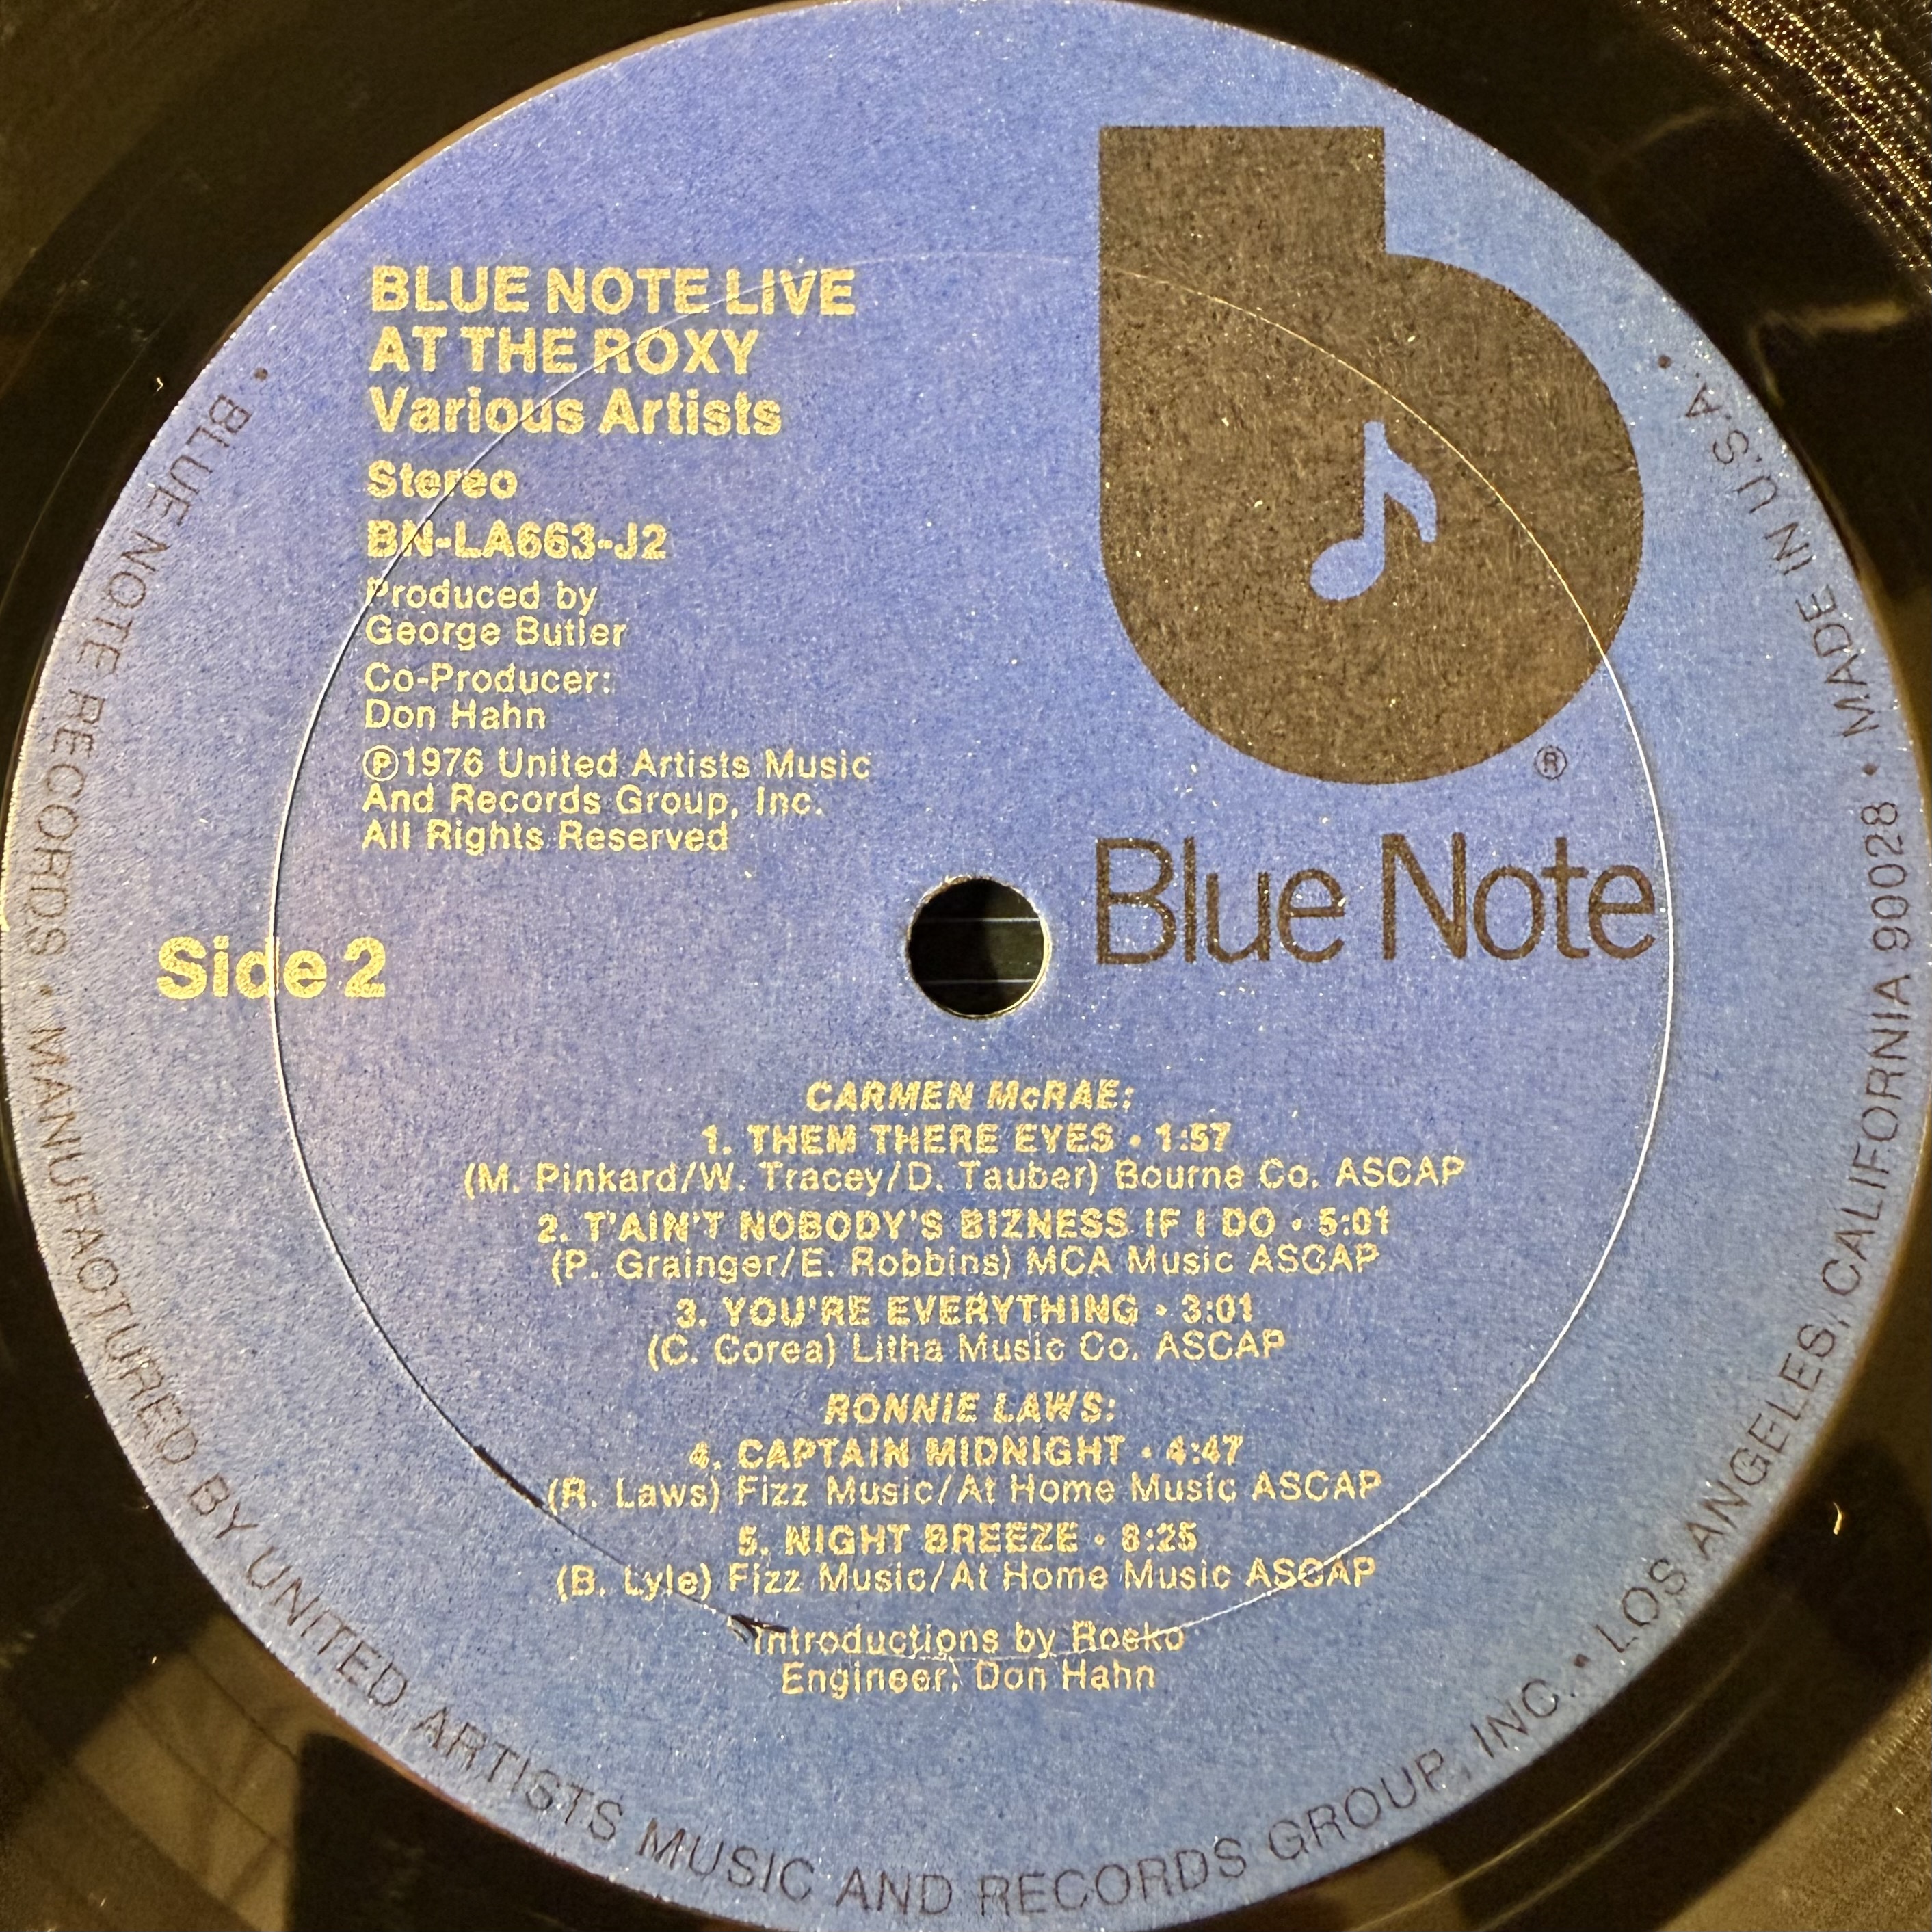 BLUE NOTE LIVE
AT THE ROXY
Various Artists
Stereo
BN-LA663-J2
Produced by
George Butler
Co-Producer:
Don Hahn
℗1976 United Artists Music
And Records Group, Inc.
All Rights Reserved
®
Blue Note
Side 2
CARMEN McRAE:
1. THEM THERE EYES • 1:57
(M. Pinkard/W. Tracey/D. Tauber) Bourne Co. ASCAP
2. T'AIN'T NOBODY'S BIZNESS IF I DO • 5:01
(P. Grainger/E. Robbins) MCA Music ASCAP
3. YOU'RE EVERYTHING • 3:01
(C. Corea) Litha Music Co. ASCAP
RONNIE LAWS:
4. CAPTAIN MIDNIGHT • 4:47
(R. Laws) Fizz Music/At Home Music ASCAP
5. NIGHT BREEZE • 8:25
(B. Lyle) Fizz Music/At Home Music ASCAP
Introductions by Rosko
Engineer: Don Hahn
• BLUE NOTE RECORDS • MANUFACTURED BY UNITED ARTISTS MUSIC AND RECORDS GROUP, INC. • LOS ANGELES, CALIFORNIA 90028 • MADE IN U.S.A. •